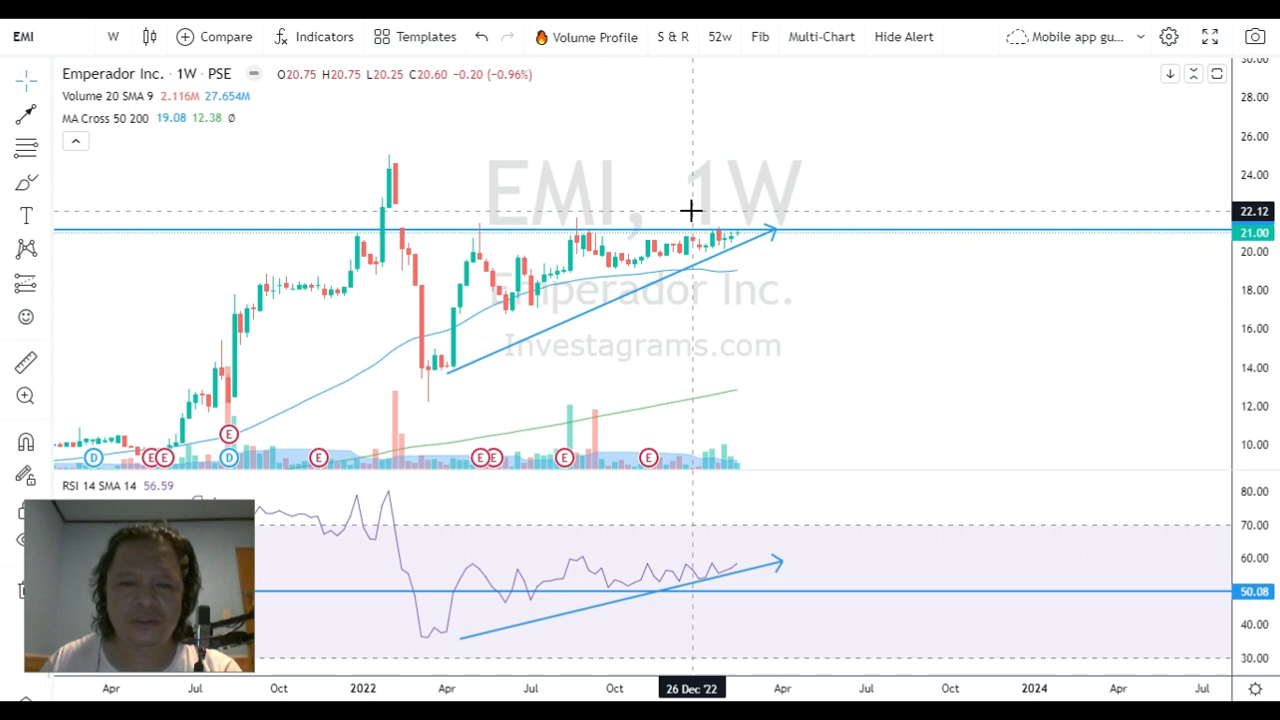 EMI W Compare Indicators Templates Volume Profile S & R 52w Fib Multi-Chart Hide Alert Mobile app gu...
Emperador Inc. · 1W · PSE O20.75 H20.75 L20.25 C20.60 -0.20 (-0.96%)
Volume 20 SMA 9 2.116M 27.654M
MA Cross 50 200 19.08 12.38 Ø
EMI, 1W
Emperador Inc.
Investagrams.com
30.00
28.00
26.00
24.00
22.12
21.00
20.00
18.00
16.00
14.00
12.00
10.00
E
D E E D E E E E E
RSI 14 SMA 14 56.59
80.00
70.00
60.00
50.08
40.00
30.00
Apr Jul Oct 2022 Apr Jul Oct 26 Dec '22 Apr Jul Oct 2024 Apr Jul
T